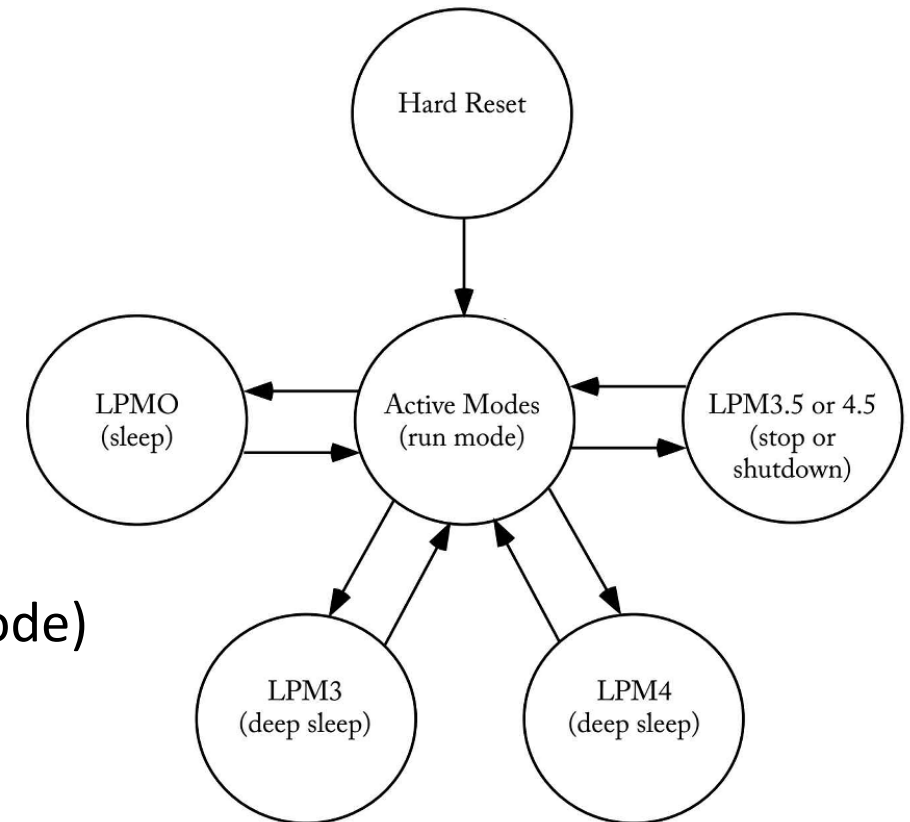 Hard Reset
LPMO
(sleep)
Active Modes
(run mode)
LPM3.5 or 4.5
(stop or
shutdown)
ode)
LPM3
(deep sleep)
LPM4
(deep sleep)